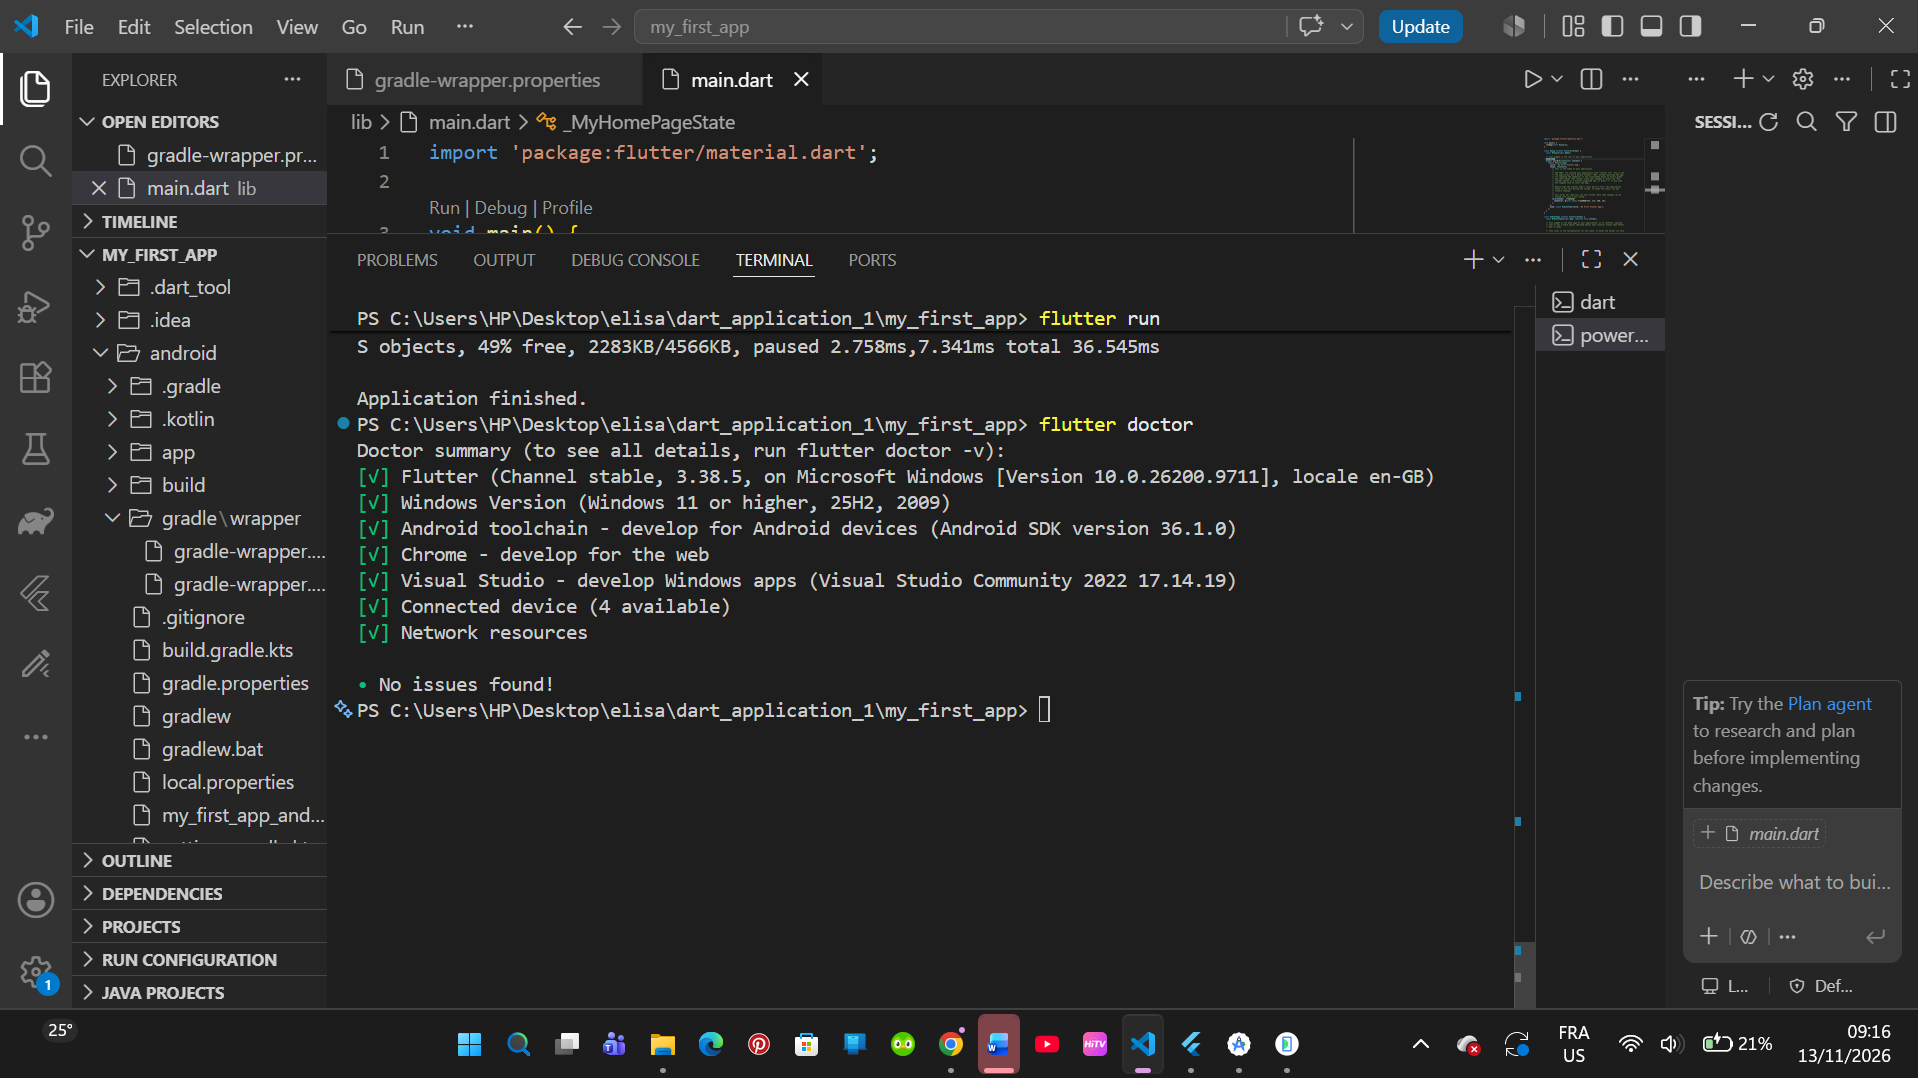 File Edit Selection View Go Run ···
my_first_app
Update
EXPLORER
OPEN EDITORS
gradle-wrapper.pr...
main.dart lib
TIMELINE
MY_FIRST_APP
.dart_tool
.idea
android
.gradle
.kotlin
app
build
gradle\wrapper
gradle-wrapper....
gradle-wrapper....
.gitignore
build.gradle.kts
gradle.properties
gradlew
gradlew.bat
local.properties
my_first_app_and...
OUTLINE
DEPENDENCIES
PROJECTS
RUN CONFIGURATION
JAVA PROJECTS
1
gradle-wrapper.properties
main.dart
lib > main.dart > _MyHomePageState
1 import 'package:flutter/material.dart';
2
Run | Debug | Profile
3 void main() {
PROBLEMS OUTPUT DEBUG CONSOLE TERMINAL PORTS
PS C:\Users\HP\Desktop\elisa\dart_application_1\my_first_app> flutter run
S objects, 49% free, 2283KB/4566KB, paused 2.758ms,7.341ms total 36.545ms
Application finished.
PS C:\Users\HP\Desktop\elisa\dart_application_1\my_first_app> flutter doctor
Doctor summary (to see all details, run flutter doctor -v):
[√] Flutter (Channel stable, 3.38.5, on Microsoft Windows [Version 10.0.26200.9711], locale en-GB)
[√] Windows Version (Windows 11 or higher, 25H2, 2009)
[√] Android toolchain - develop for Android devices (Android SDK version 36.1.0)
[√] Chrome - develop for the web
[√] Visual Studio - develop Windows apps (Visual Studio Community 2022 17.14.19)
[√] Connected device (4 available)
[√] Network resources
• No issues found!
PS C:\Users\HP\Desktop\elisa\dart_application_1\my_first_app>
dart
power...
SESSI...
Tip: Try the Plan agent
to research and plan
before implementing
changes.
main.dart
Describe what to bui...
L...
Def...
25°
HiTV
FRA
US
21%
09:16
13/11/2026